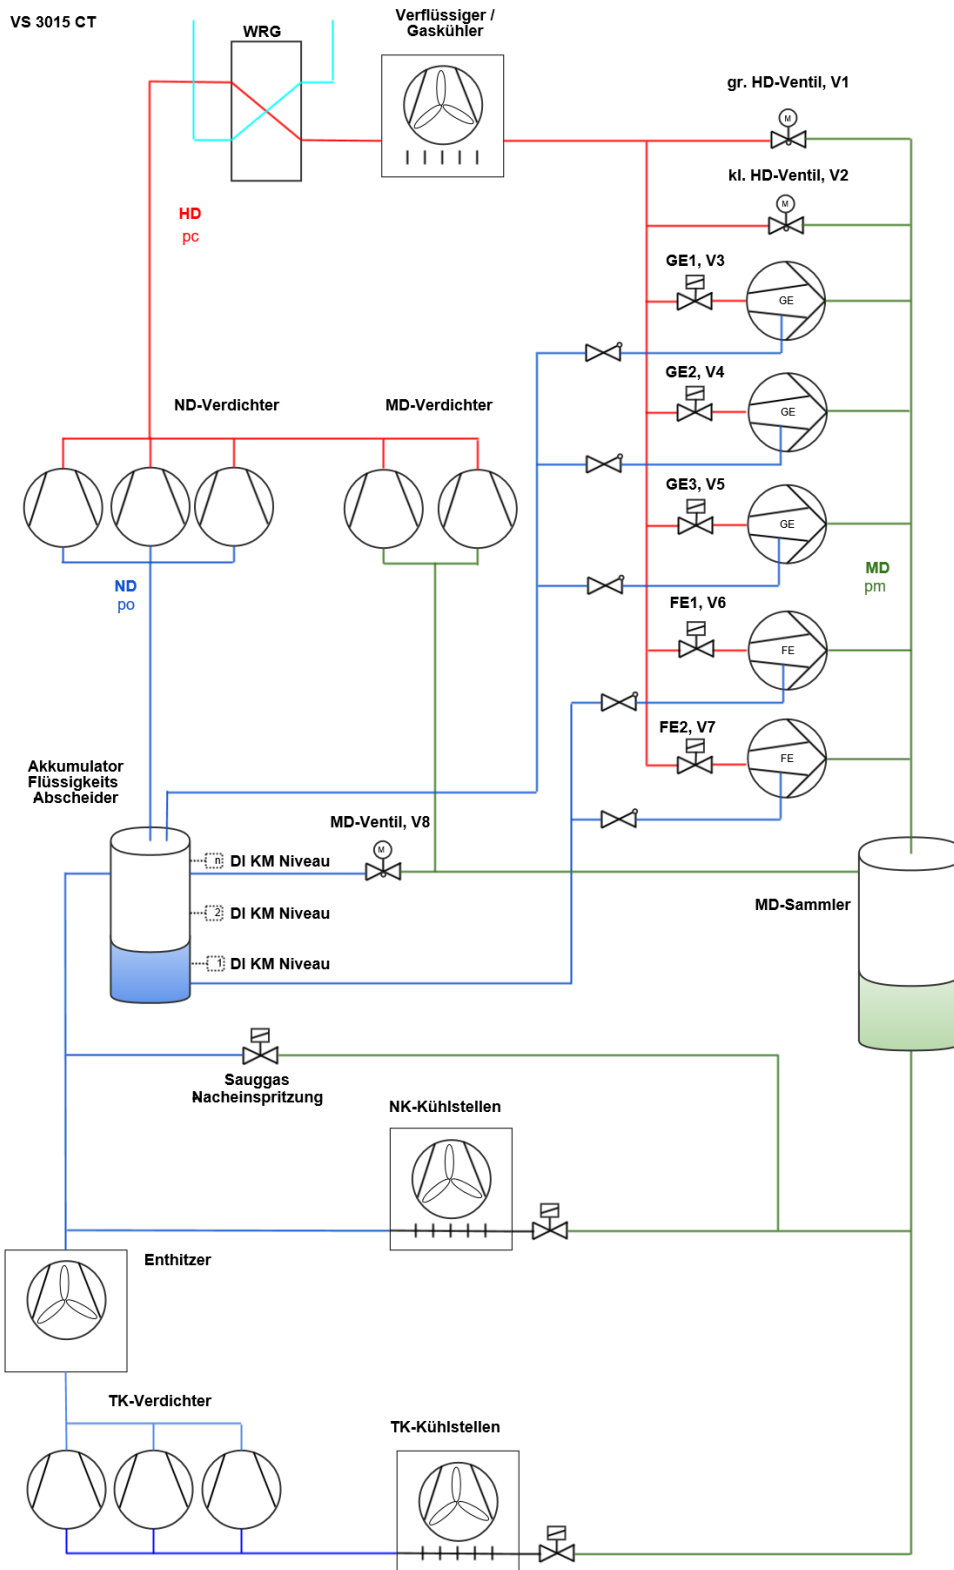 VS 3015 CT
WRG
Verflüssiger /
Gaskühler
gr. HD-Ventil, V1
M
kl. HD-Ventil, V2
M
HD
pc
GE1, V3
GE
GE2, V4
GE
ND-Verdichter
MD-Verdichter
GE3, V5
GE
ND
po
MD
pm
FE1, V6
FE
FE2, V7
FE
Akkumulator
Flüssigkeits
Abscheider
MD-Ventil, V8
M
n DI KM Niveau
2 DI KM Niveau
1 DI KM Niveau
MD-Sammler
Sauggas
Nacheinspritzung
NK-Kühlstellen
Enthitzer
TK-Verdichter
TK-Kühlstellen